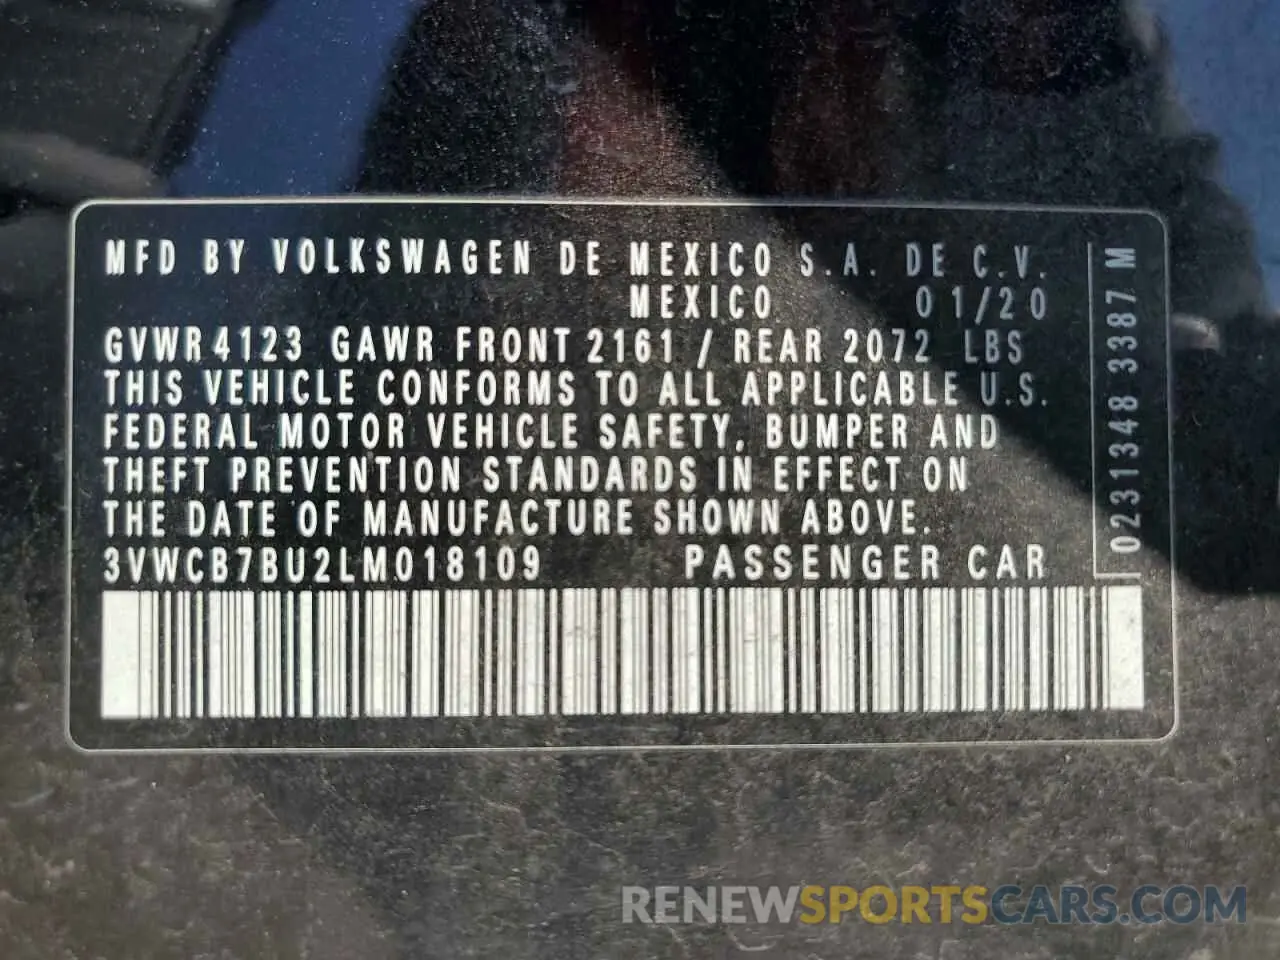 MFD BY VOLKSWAGEN DE MEXICO S.A. DE C.V.
MEXICO 01/20
GVWR 4123 GAWR FRONT 2161 / REAR 2072 LBS
THIS VEHICLE CONFORMS TO ALL APPLICABLE U.S.
FEDERAL MOTOR VEHICLE SAFETY, BUMPER AND
THEFT PREVENTION STANDARDS IN EFFECT ON
THE DATE OF MANUFACTURE SHOWN ABOVE.
3VWCB7BU2LM018109 PASSENGER CAR
0231348 3387 M
RENEWSPORTSCARS.COM